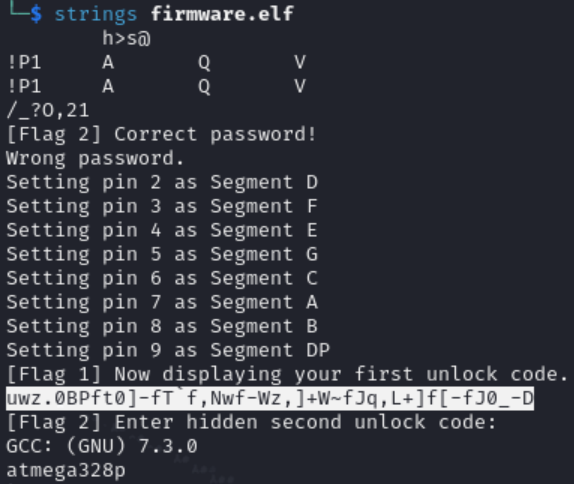 └─$ strings firmware.elf
h>s@
!P1 A Q V
!P1 A Q V
/_?O,21
[Flag 2] Correct password!
Wrong password.
Setting pin 2 as Segment D
Setting pin 3 as Segment F
Setting pin 4 as Segment E
Setting pin 5 as Segment G
Setting pin 6 as Segment C
Setting pin 7 as Segment A
Setting pin 8 as Segment B
Setting pin 9 as Segment DP
[Flag 1] Now displaying your first unlock code.
uwz.0BPft0]-fT`f,Nwf-Wz,]+W~fJq,L+]f[-fJ0_-D
[Flag 2] Enter hidden second unlock code:
GCC: (GNU) 7.3.0
atmega328p